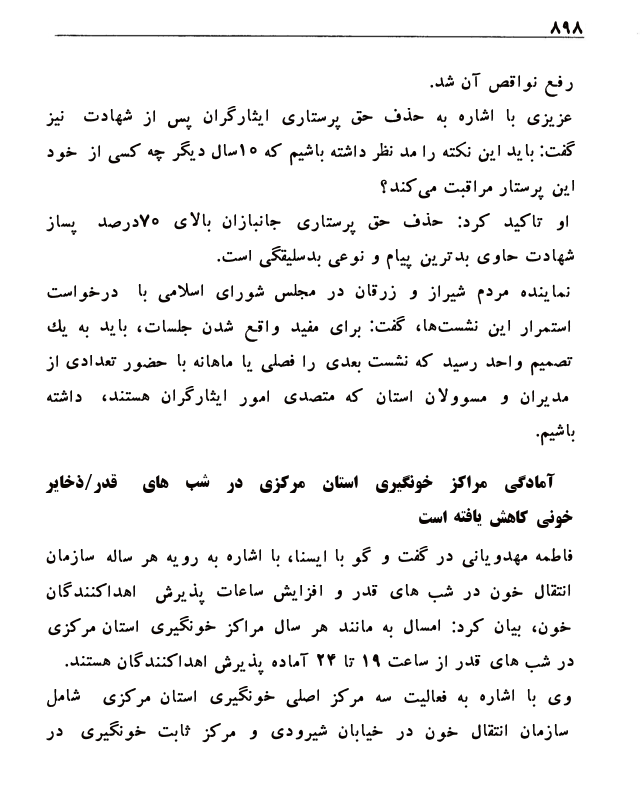 ۸۹۸
رفع نواقص آن شد.
عزیزی با اشاره به حذف حق پرستاری ایثارگران پس از شهادت نیز
گفت: باید این نکته را مد نظر داشته باشیم که ۱۵سال دیگر چه کسی از خود
این پرستار مراقبت می‌کند؟
او تاکید کرد: حذف حق پرستاری جانبازان بالای ۷۰درصد پساز
شهادت حاوی بدترین پیام و نوعی بدسلیقگی است.
نماینده مردم شیراز و زرقان در مجلس شورای اسلامی با درخواست
استمرار این نشست‌ها، گفت: برای مفید واقع شدن جلسات، باید به یك
تصمیم واحد رسید که نشست بعدی را فصلی یا ماهانه با حضور تعدادی از
مدیران و مسوولان استان که متصدی امور ایثارگران هستند، داشته
باشیم.
آمادگی مراکز خونگیری استان مرکزی در شب های قدر/ذخایر
خونی کاهش یافته است
فاطمه مهدویانی در گفت و گو با ایسنا، با اشاره به رویه هر ساله سازمان
انتقال خون در شب های قدر و افزایش ساعات پذیرش اهداکنندگان
خون، بیان کرد: امسال به مانند هر سال مراکز خونگیری استان مرکزی
در شب های قدر از ساعت ۱۹ تا ۲۴ آماده پذیرش اهداکنندگان هستند.
وی با اشاره به فعالیت سه مرکز اصلی خونگیری استان مرکزی شامل
سازمان انتقال خون در خیابان شیرودی و مرکز ثابت خونگیری در